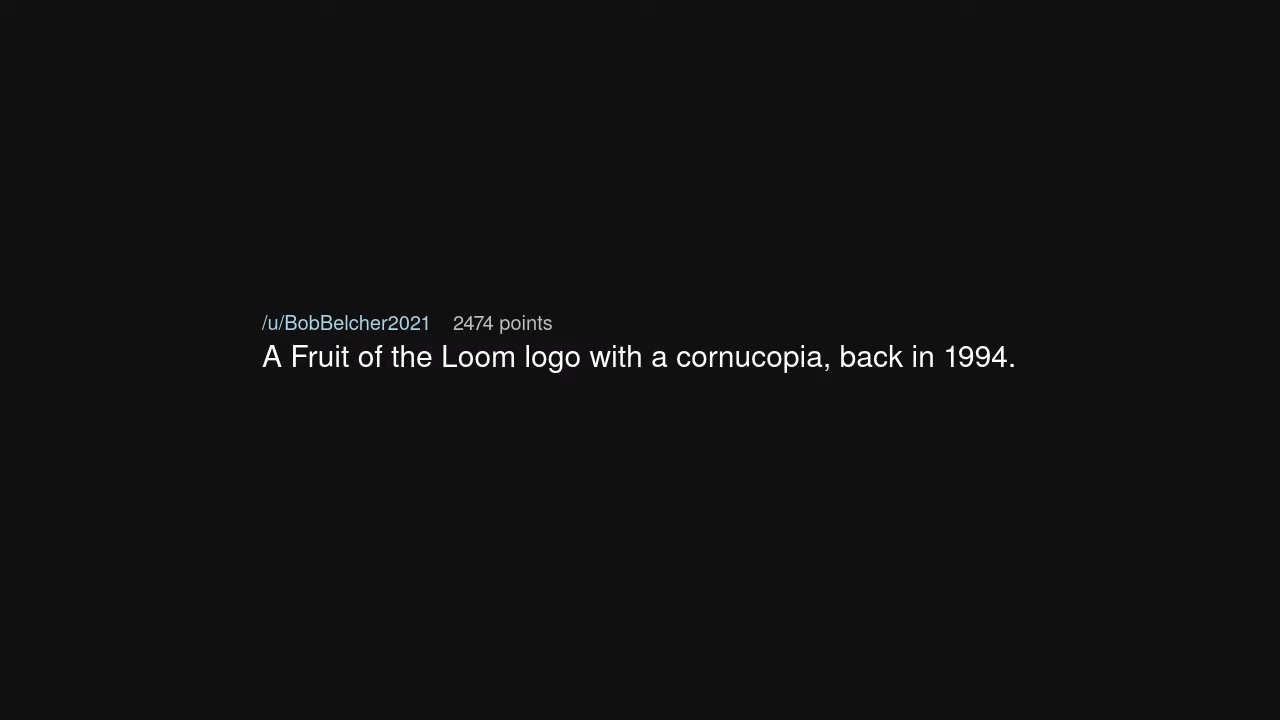 /u/BobBelcher2021 2474 points
A Fruit of the Loom logo with a cornucopia, back in 1994.